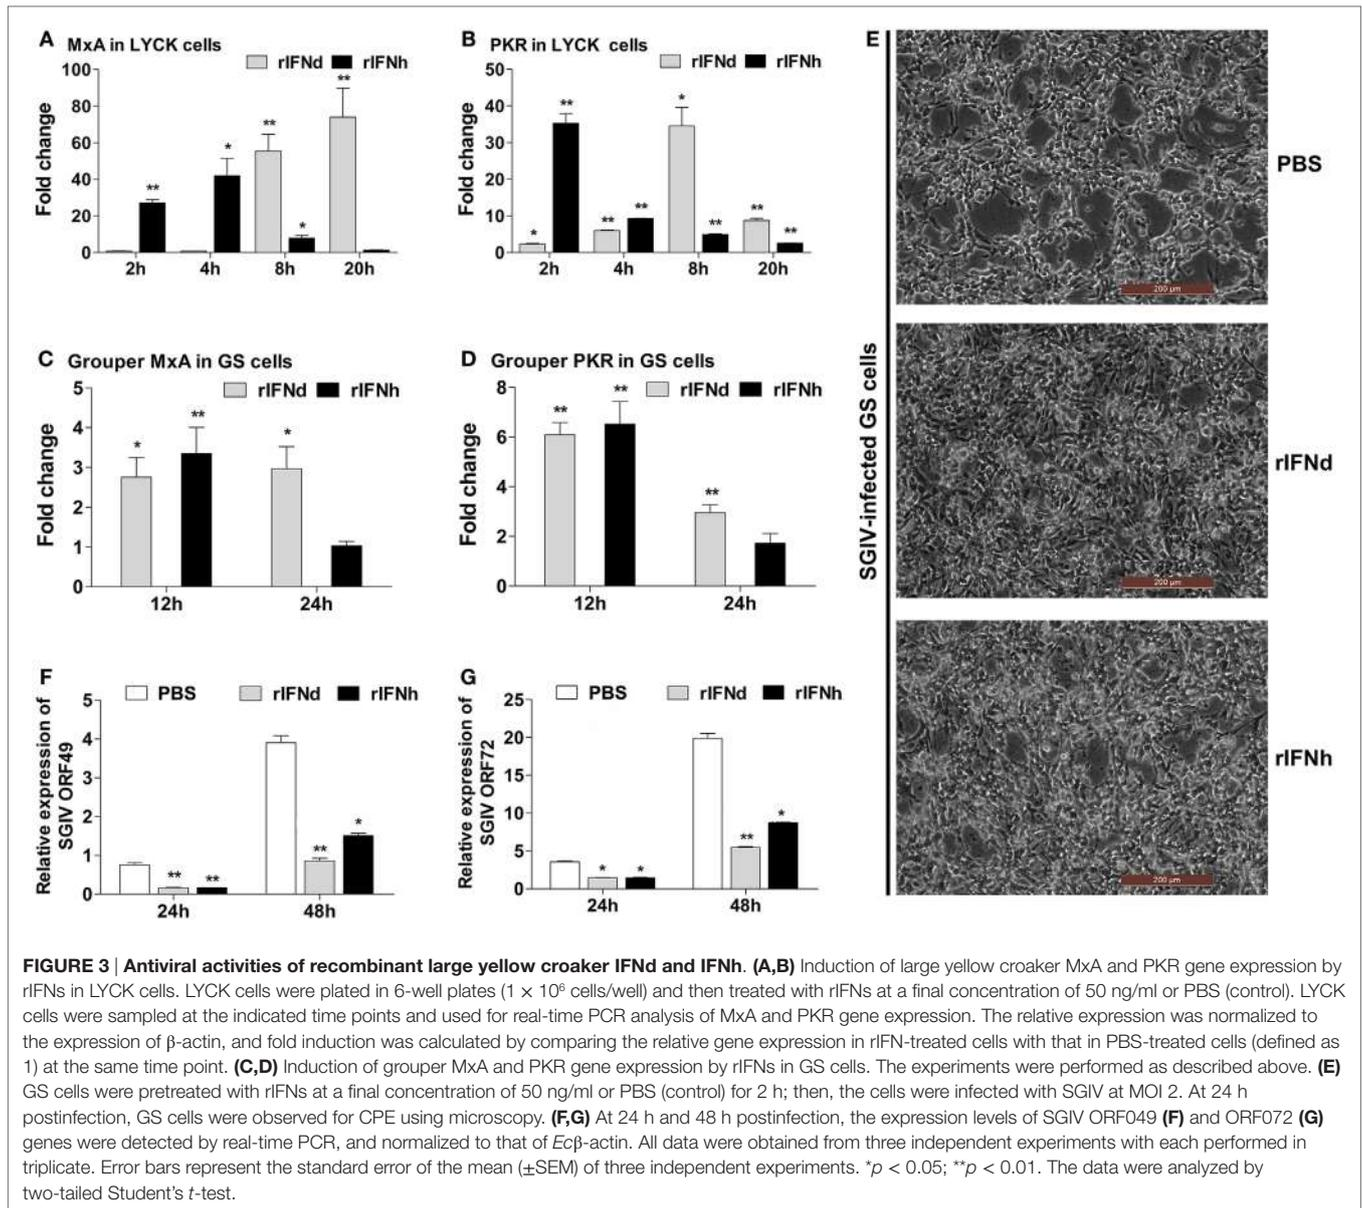 A MxA in LYCK cells
rIFNd rIFNh
Fold change
100
80
60
40
20
0
** * ** * **
2h 4h 8h 20h
B PKR in LYCK cells
rIFNd rIFNh
Fold change
50
40
30
20
10
0
* ** ** ** * ** ** **
2h 4h 8h 20h
C Grouper MxA in GS cells
rIFNd rIFNh
Fold change
5
4
3
2
1
0
* ** *
12h 24h
D Grouper PKR in GS cells
rIFNd rIFNh
Fold change
8
6
4
2
0
** ** **
12h 24h
E
SGIV-infected GS cells
200 µm
PBS
200 µm
rIFNd
200 µm
rIFNh
F
PBS rIFNd rIFNh
Relative expression of
SGIV ORF49
5
4
3
2
1
0
** ** ** *
24h 48h
G
PBS rIFNd rIFNh
Relative expression of
SGIV ORF72
25
20
15
10
5
0
* * ** *
24h 48h
FIGURE 3 | Antiviral activities of recombinant large yellow croaker IFNd and IFNh. (A,B) Induction of large yellow croaker MxA and PKR gene expression by
rIFNs in LYCK cells. LYCK cells were plated in 6-well plates (1 × 10⁶ cells/well) and then treated with rIFNs at a final concentration of 50 ng/ml or PBS (control). LYCK
cells were sampled at the indicated time points and used for real-time PCR analysis of MxA and PKR gene expression. The relative expression was normalized to
the expression of β-actin, and fold induction was calculated by comparing the relative gene expression in rIFN-treated cells with that in PBS-treated cells (defined as
1) at the same time point. (C,D) Induction of grouper MxA and PKR gene expression by rIFNs in GS cells. The experiments were performed as described above. (E)
GS cells were pretreated with rIFNs at a final concentration of 50 ng/ml or PBS (control) for 2 h; then, the cells were infected with SGIV at MOI 2. At 24 h
postinfection, GS cells were observed for CPE using microscopy. (F,G) At 24 h and 48 h postinfection, the expression levels of SGIV ORF049 (F) and ORF072 (G)
genes were detected by real-time PCR, and normalized to that of Ecβ-actin. All data were obtained from three independent experiments with each performed in
triplicate. Error bars represent the standard error of the mean (±SEM) of three independent experiments. *p < 0.05; **p < 0.01. The data were analyzed by
two-tailed Student’s t-test.